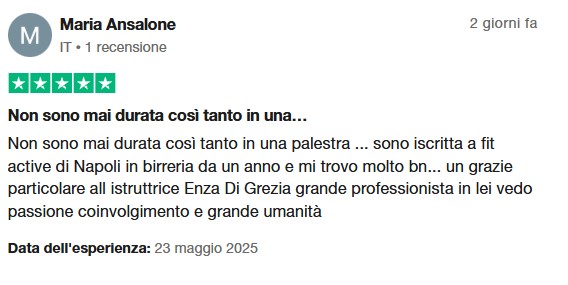 M
Maria Ansalone
2 giorni fa
IT • 1 recensione
Non sono mai durata così tanto in una…
Non sono mai durata così tanto in una palestra ... sono iscritta a fit
active di Napoli in birreria da un anno e mi trovo molto bn... un grazie
particolare all istruttrice Enza Di Grezia grande professionista in lei vedo
passione coinvolgimento e grande umanità
Data dell'esperienza: 23 maggio 2025